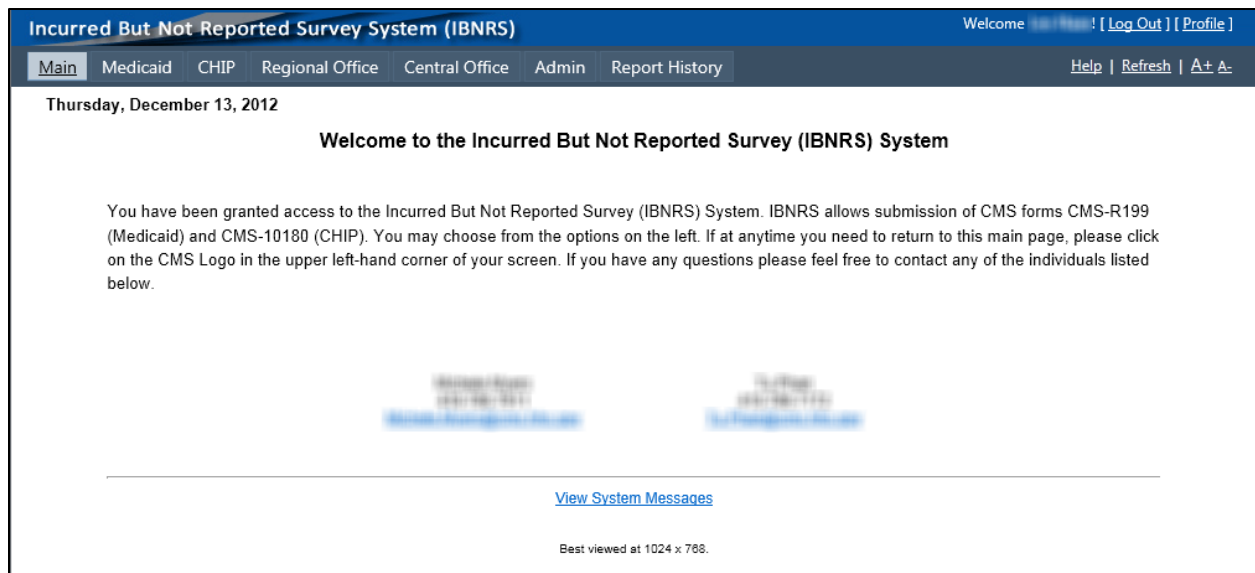 Incurred But Not Reported Survey System (IBNRS)
Welcome ! [ Log Out ] [ Profile ]
Main Medicaid CHIP Regional Office Central Office Admin Report History
Help | Refresh | A+ A-
Thursday, December 13, 2012
Welcome to the Incurred But Not Reported Survey (IBNRS) System
You have been granted access to the Incurred But Not Reported Survey (IBNRS) System. IBNRS allows submission of CMS forms CMS-R199
(Medicaid) and CMS-10180 (CHIP). You may choose from the options on the left. If at anytime you need to return to this main page, please click
on the CMS Logo in the upper left-hand corner of your screen. If you have any questions please feel free to contact any of the individuals listed
below.
View System Messages
Best viewed at 1024 x 768.